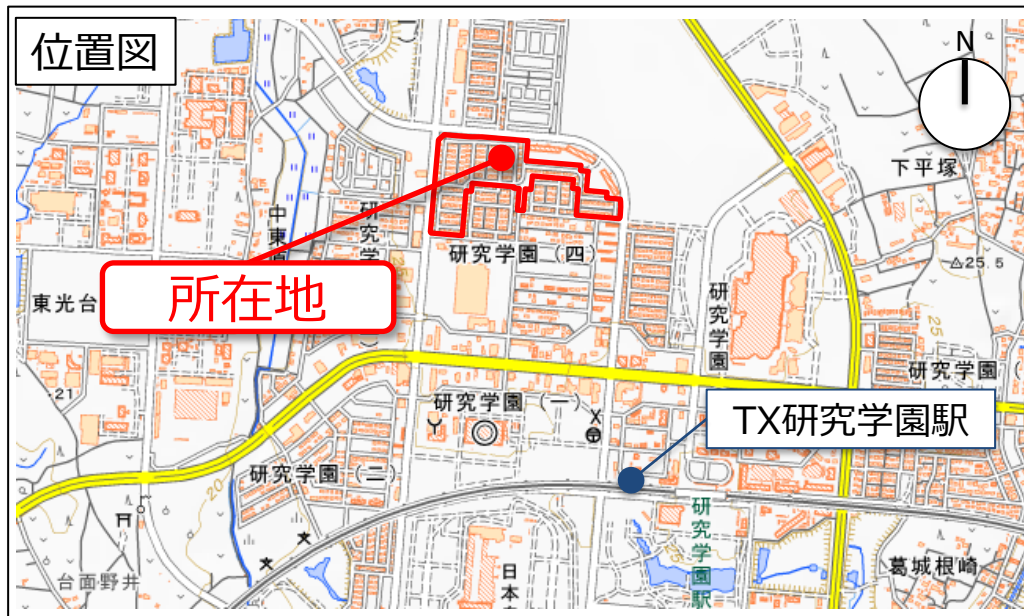 位置図
N
下平塚
中東
研究学
25
研究学園(四)
25.5
所在地
東光台
研究学園
25
研究学園(
21
研究学園(一)
TX研究学園駅
研究学園(二)
20
研究学園駅
台面野井
日本
葛城根崎